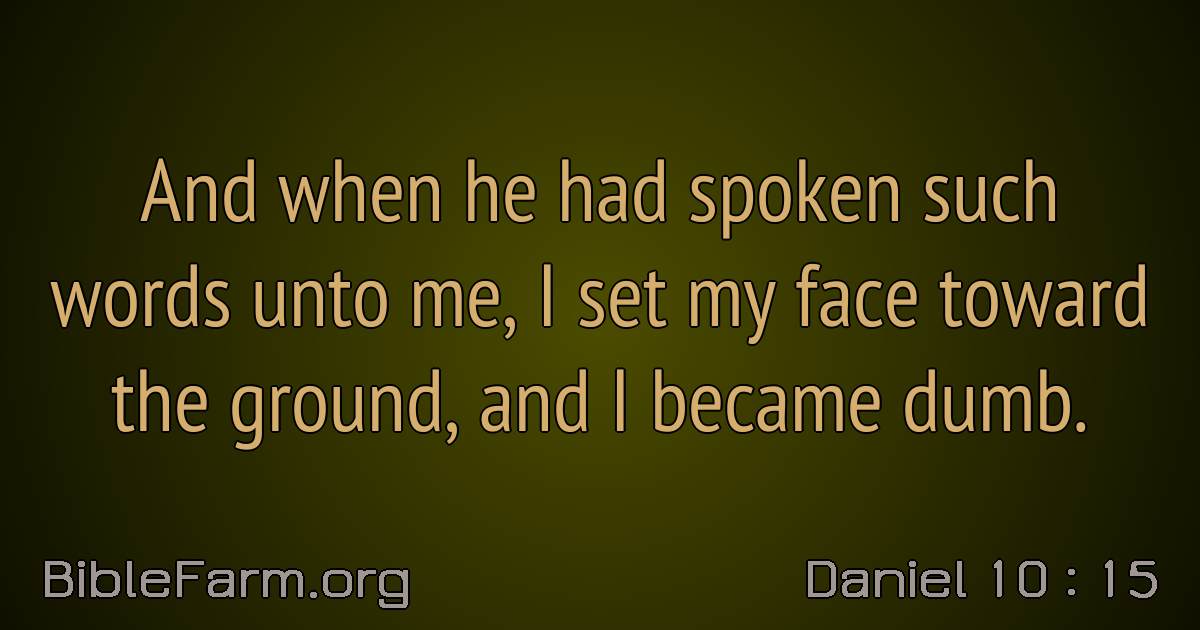 And when he had spoken such
words unto me, I set my face toward
the ground, and I became dumb.
BibleFarm.org
Daniel 10 : 15